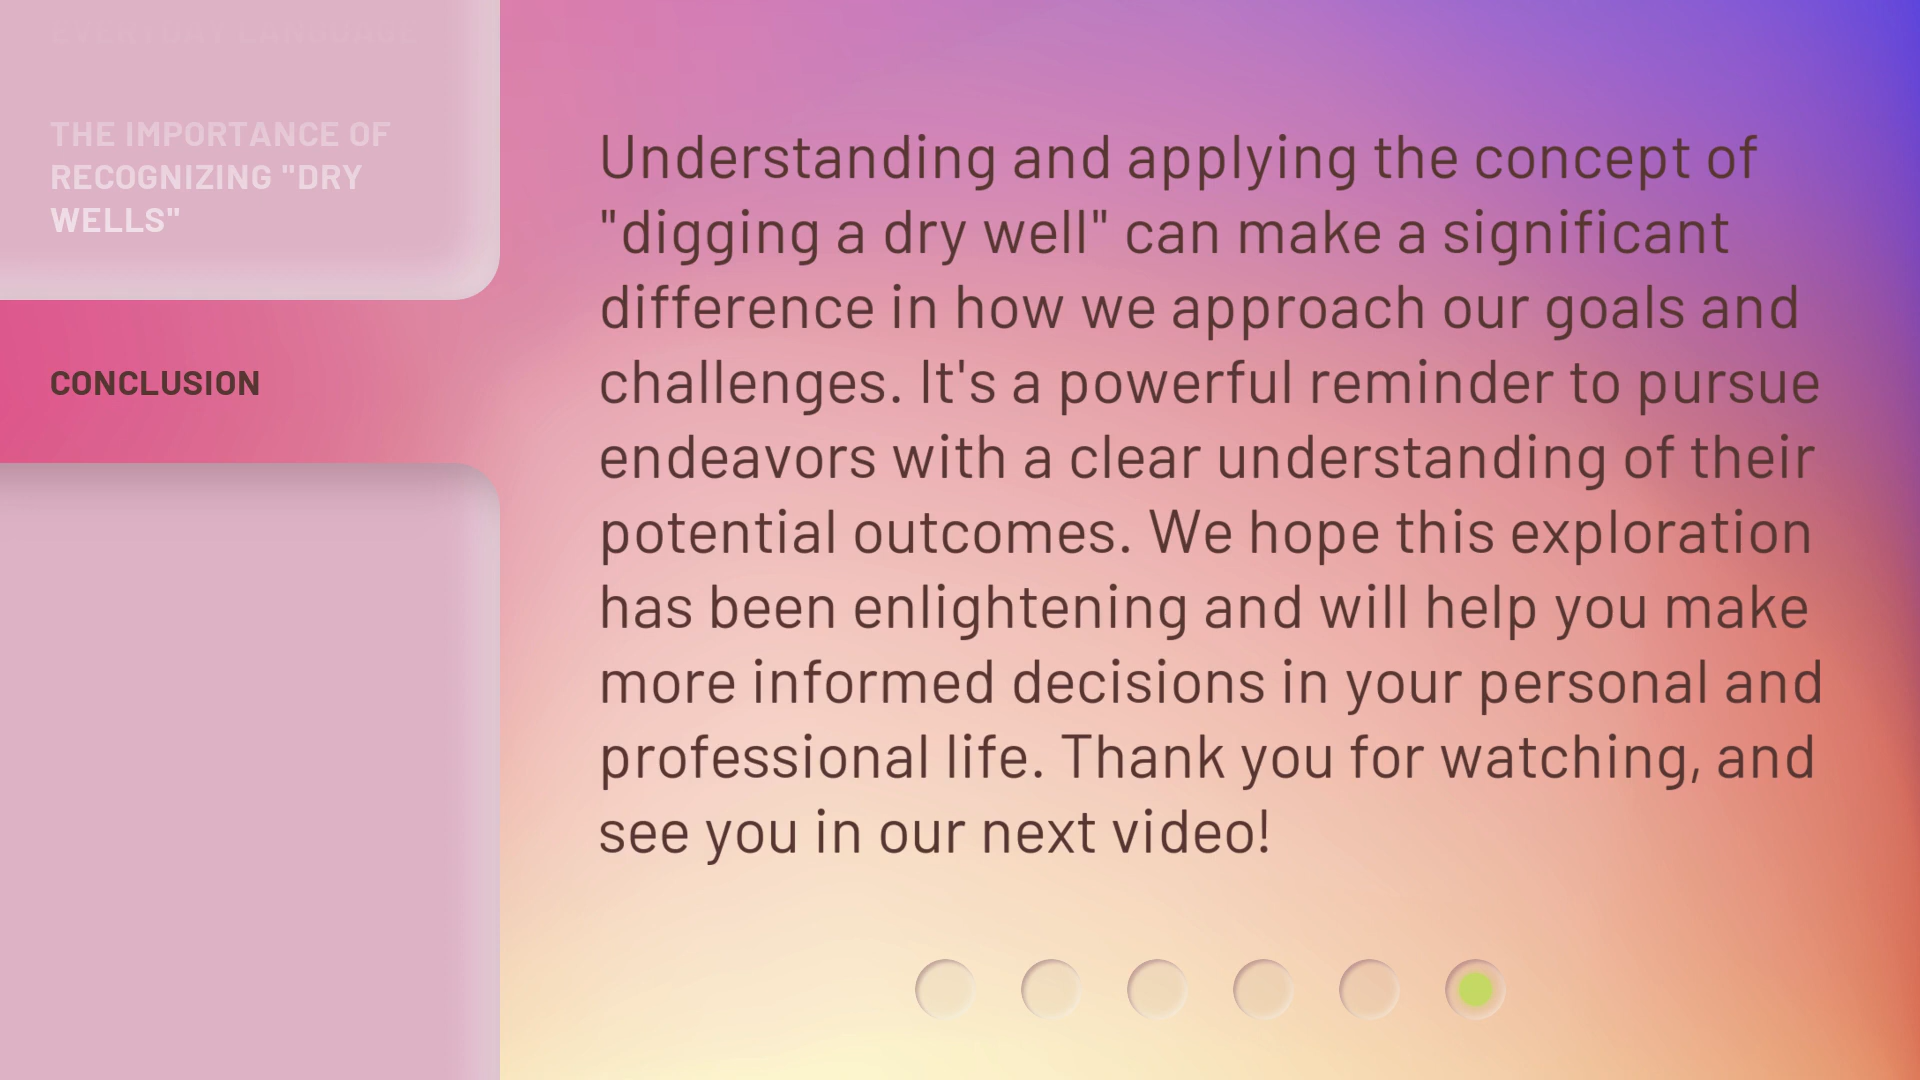 EVERYDAY LANGUAGE
THE IMPORTANCE OF
RECOGNIZING "DRY
WELLS"
CONCLUSION
Understanding and applying the concept of
"digging a dry well" can make a significant
difference in how we approach our goals and
challenges. It's a powerful reminder to pursue
endeavors with a clear understanding of their
potential outcomes. We hope this exploration
has been enlightening and will help you make
more informed decisions in your personal and
professional life. Thank you for watching, and
see you in our next video!